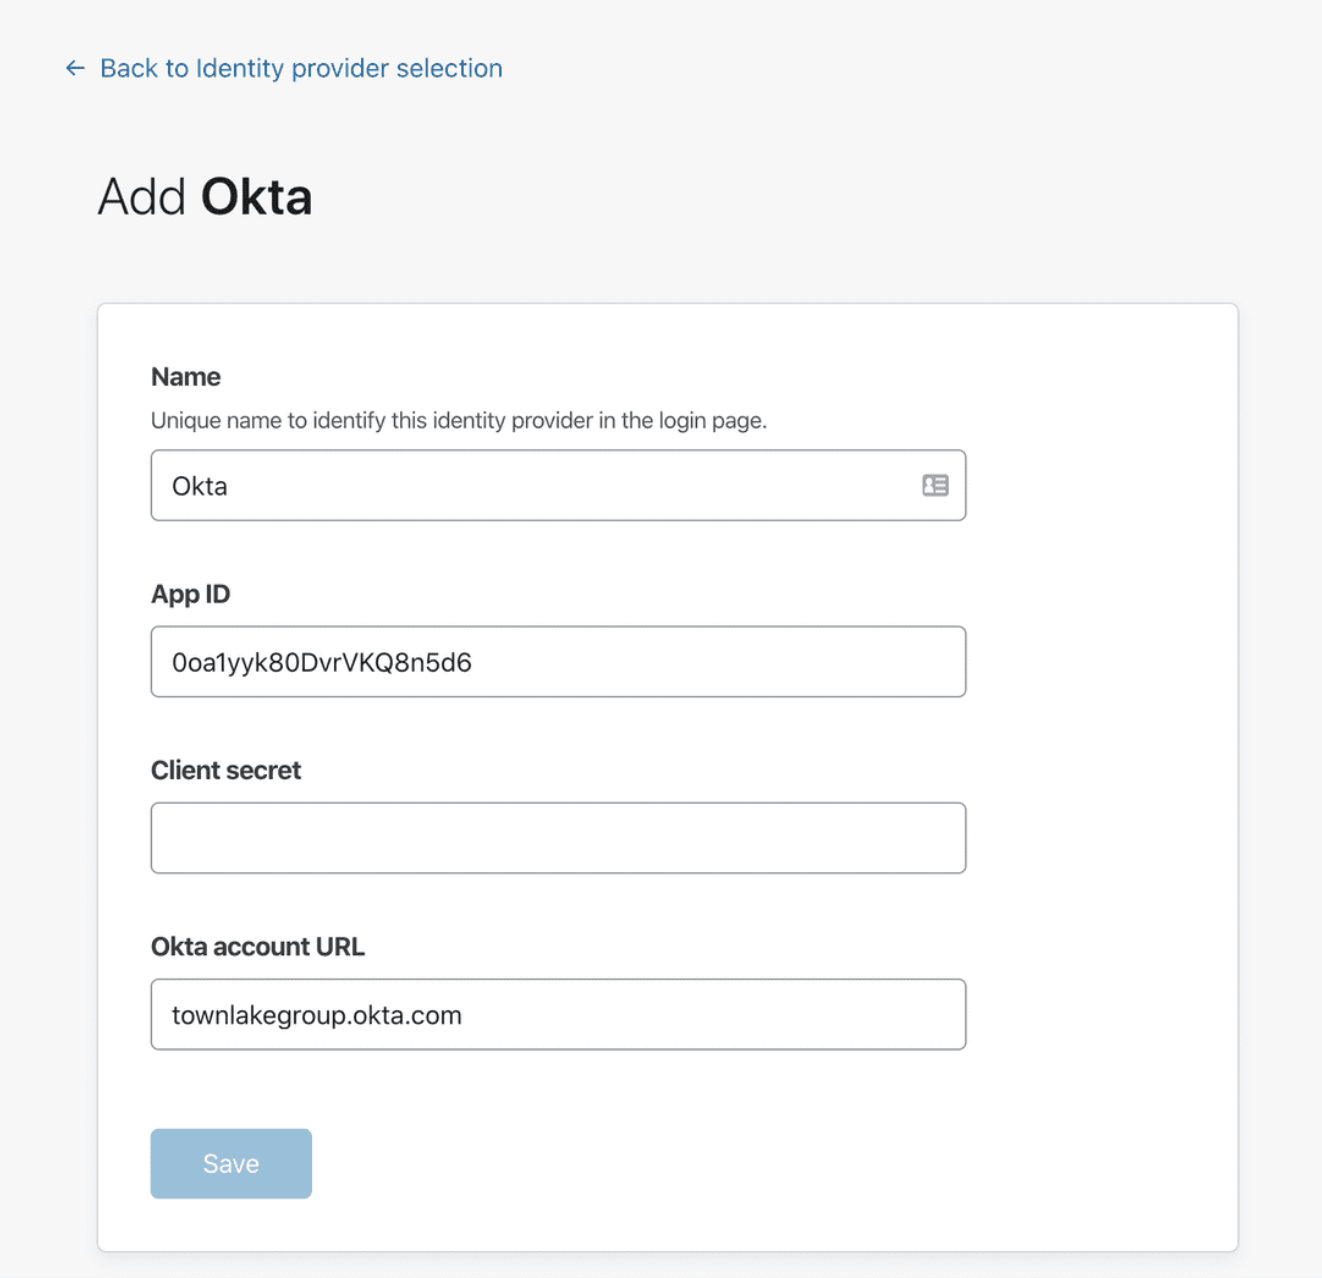 ← Back to Identity provider selection
Add Okta
Name
Unique name to identify this identity provider in the login page.
Okta
App ID
0oa1yyk80DvrVKQ8n5d6
Client secret
Okta account URL
townlakegroup.okta.com
Save